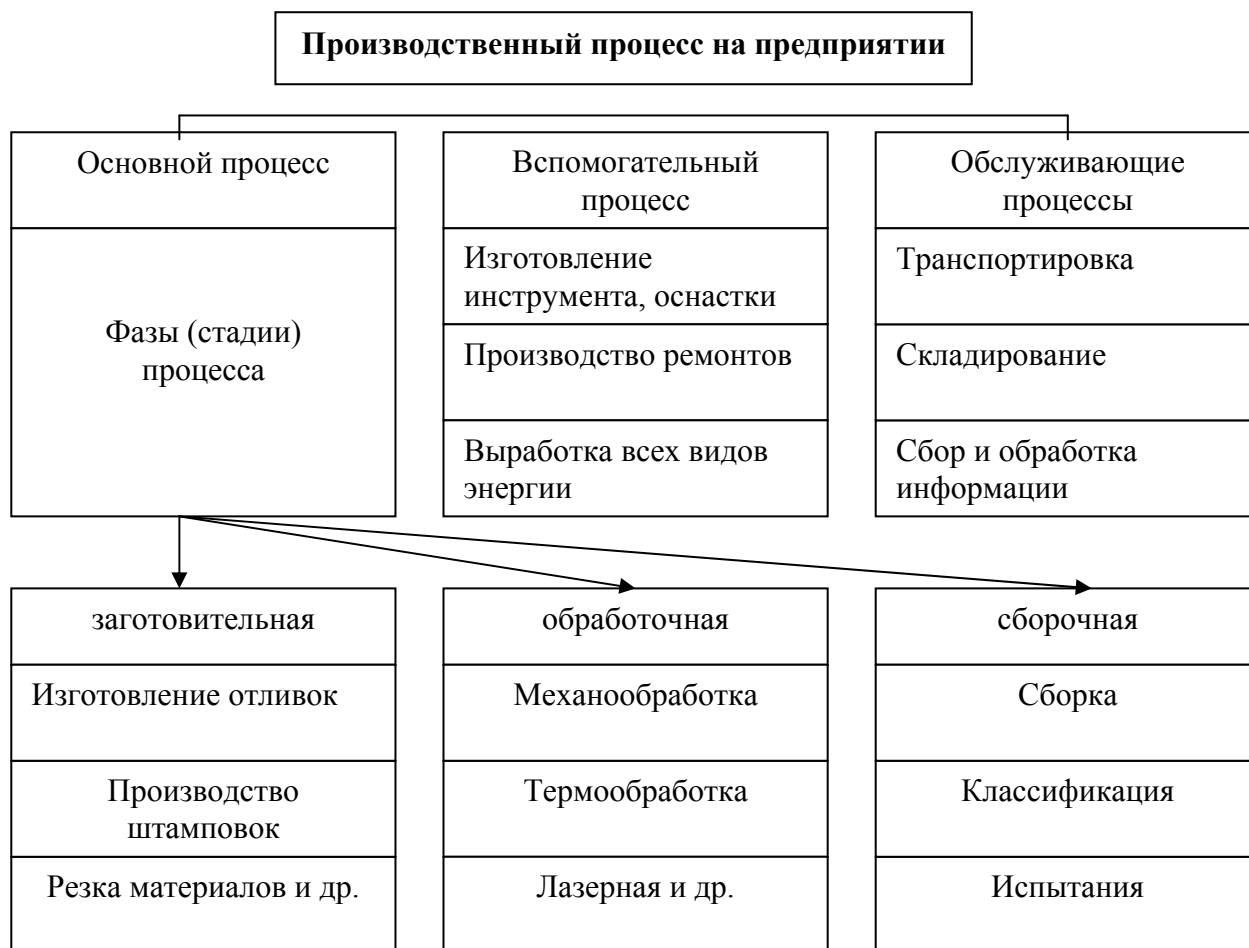 Производственный процесс на предприятии
Основной процесс
Вспомогательный
процесс
Обслуживающие
процессы
Фазы (стадии)
процесса
Изготовление
инструмента, оснастки
Производство ремонтов
Выработка всех видов
энергии
Транспортировка
Складирование
Сбор и обработка
информации
заготовительная
Изготовление отливок
Производство
штамповок
Резка материалов и др.
обработочная
Механообработка
Термообработка
Лазерная и др.
сборочная
Сборка
Классификация
Испытания